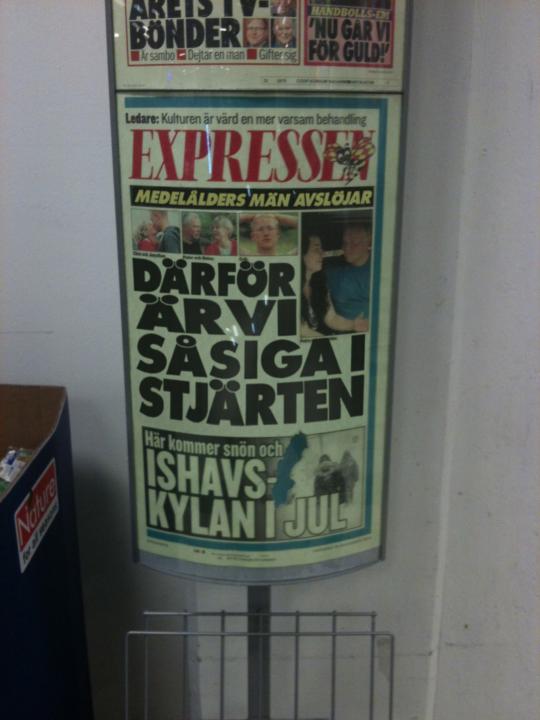 ÅRETS TV-
BÖNDER
Är sambo Dejtar en man Gifter sig
HANDBOLLS-EM
'NU GÅR VI
FÖR GULD!'
Ledare: Kulturen är värd en mer varsam behandling
EXPRESSEN
MEDELÅLDERS MÄN AVSLÖJAR
DÄRFÖR
ÄR VI
SÅSIGA I
STJÄRTEN
Här kommer snön och
ISHAVS-
KYLAN I JUL
Nature